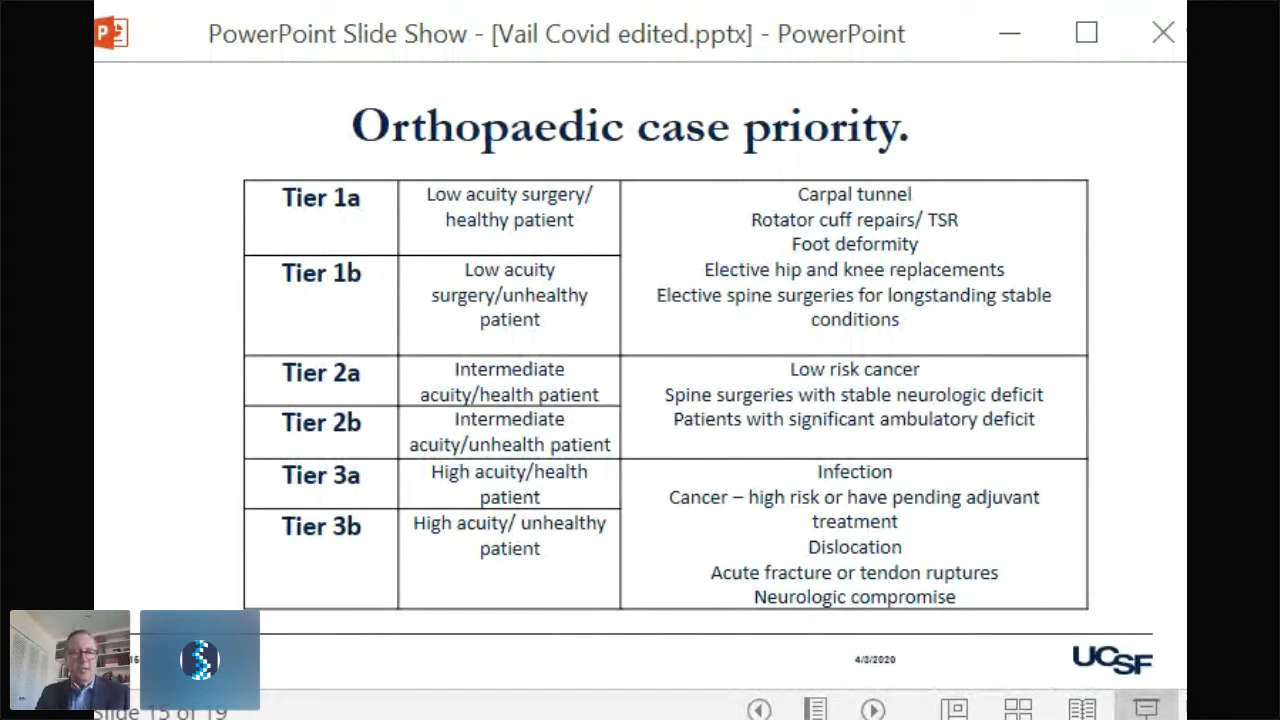 PowerPoint Slide Show - [Vail Covid edited.pptx] - PowerPoint
Orthopaedic case priority.
Tier 1a
Low acuity surgery/
healthy patient
Tier 1b
Low acuity
surgery/unhealthy
patient
Carpal tunnel
Rotator cuff repairs/ TSR
Foot deformity
Elective hip and knee replacements
Elective spine surgeries for longstanding stable
conditions
Tier 2a
Intermediate
acuity/health patient
Tier 2b
Intermediate
acuity/unhealth patient
Low risk cancer
Spine surgeries with stable neurologic deficit
Patients with significant ambulatory deficit
Tier 3a
High acuity/health
patient
Tier 3b
High acuity/ unhealthy
patient
Infection
Cancer – high risk or have pending adjuvant
treatment
Dislocation
Acute fracture or tendon ruptures
Neurologic compromise
4/3/2020
UCSF
Slide 15 of 19